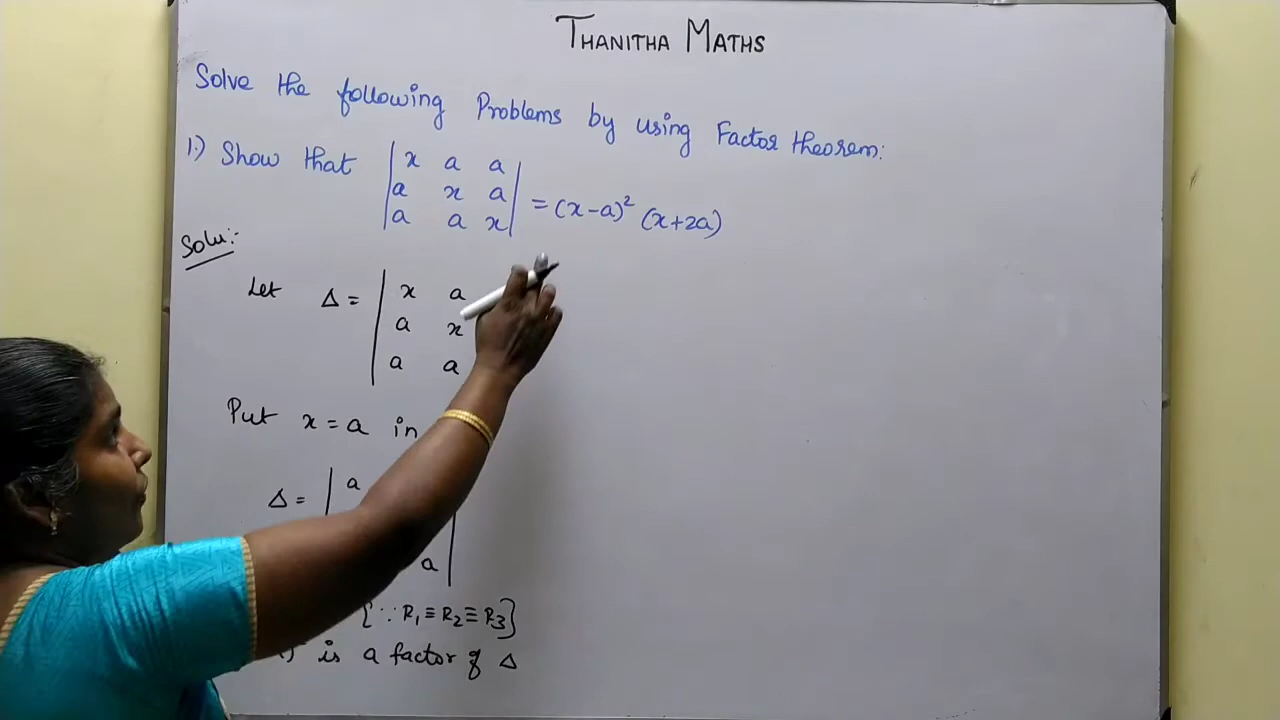 THANITHA MATHS
Solve the following Problems by using Factor theorem:
1.) Show that | x a a | = (x-a)² (x+2a)
| a x a |
| a a x |
Solu:-
Let Δ = | x a
a x
a a
Put x = a in
Δ = | a
a |
{∵ R₁ ≡ R₂ ≡ R₃}
is a factor of Δ